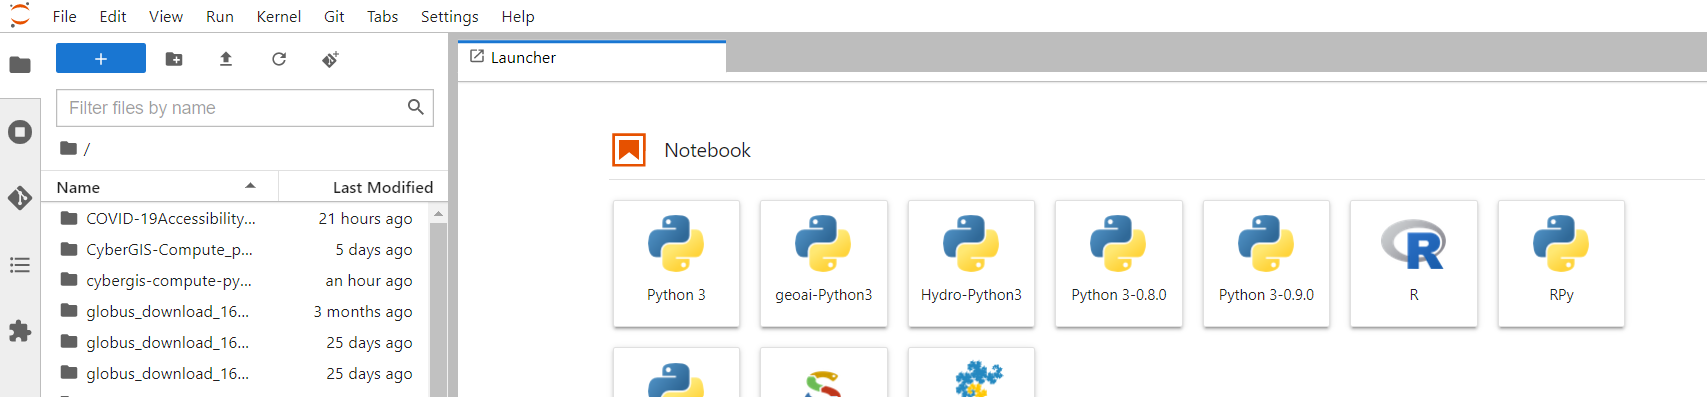 File Edit View Run Kernel Git Tabs Settings Help
+
Launcher
Filter files by name
/
Name Last Modified
COVID-19Accessibility... 21 hours ago
CyberGIS-Compute_p... 5 days ago
cybergis-compute-py... an hour ago
globus_download_16... 3 months ago
globus_download_16... 25 days ago
globus_download_16... 25 days ago
Notebook
Python 3
geoai-Python3
Hydro-Python3
Python 3-0.8.0
Python 3-0.9.0
R
R
RPy